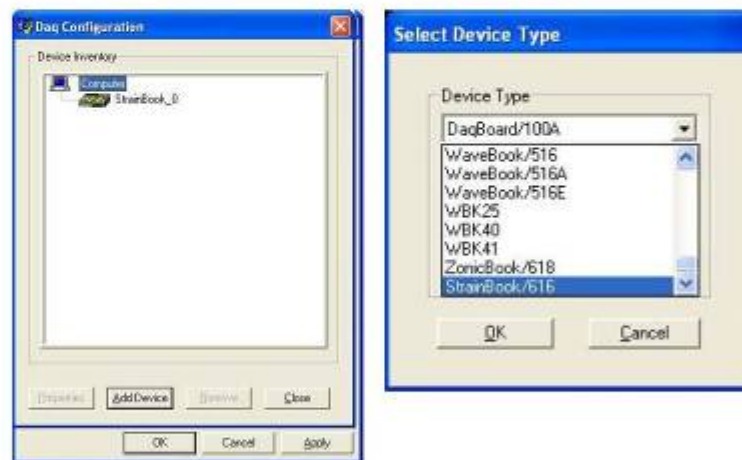 Daq Configuration
Device Inventory
Computer
StrainBook_0
Properties
Add Device
Remove
Close
OK
Cancel
Apply
Select Device Type
Device Type
DaqBoard/100A
WaveBook/516
WaveBook/516A
WaveBook/516E
WBK25
WBK40
WBK41
ZonicBook/618
StrainBook/616
OK
Cancel